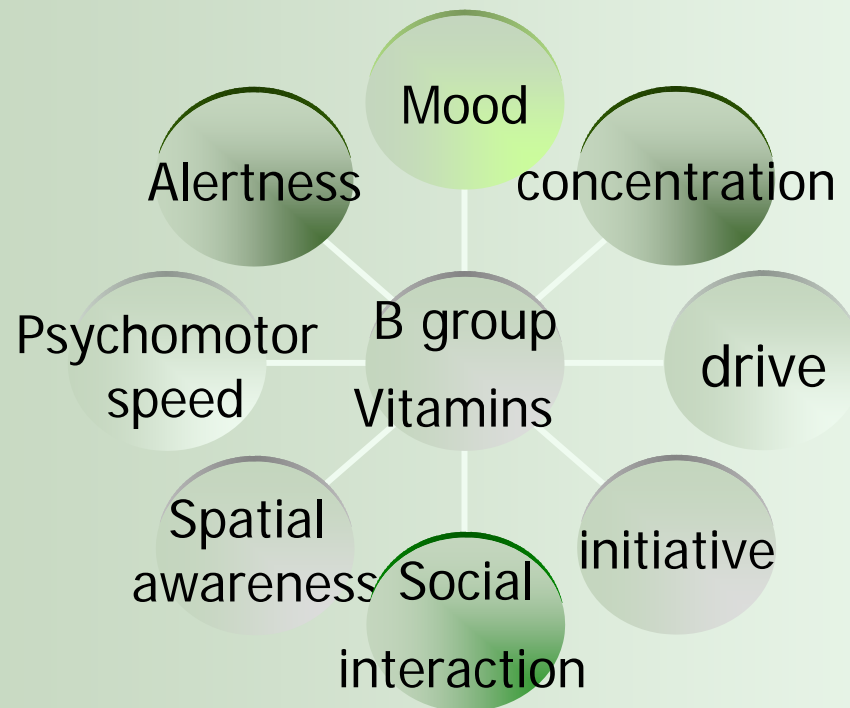 Mood
Alertness
concentration
B group
Vitamins
Psychomotor
speed
drive
Spatial
awareness
Social
interaction
initiative